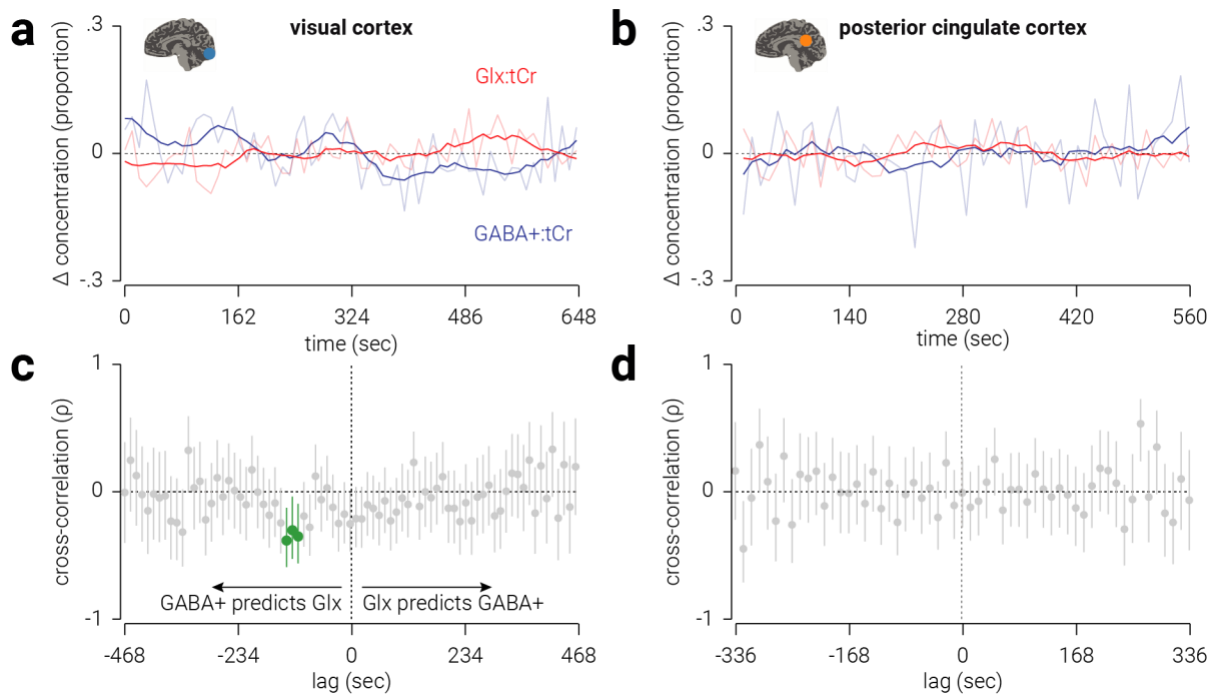 a
visual cortex
Δ concentration (proportion)
.3
0
-.3
Glx:tCr
GABA+:tCr
0 162 324 486 648
time (sec)
b
posterior cingulate cortex
Δ concentration (proportion)
.3
0
-.3
0 140 280 420 560
time (sec)
c
cross-correlation (ρ)
1
0
-1
GABA+ predicts Glx
Glx predicts GABA+
-468 -234 0 234 468
lag (sec)
d
cross-correlation (ρ)
1
0
-1
-336 -168 0 168 336
lag (sec)